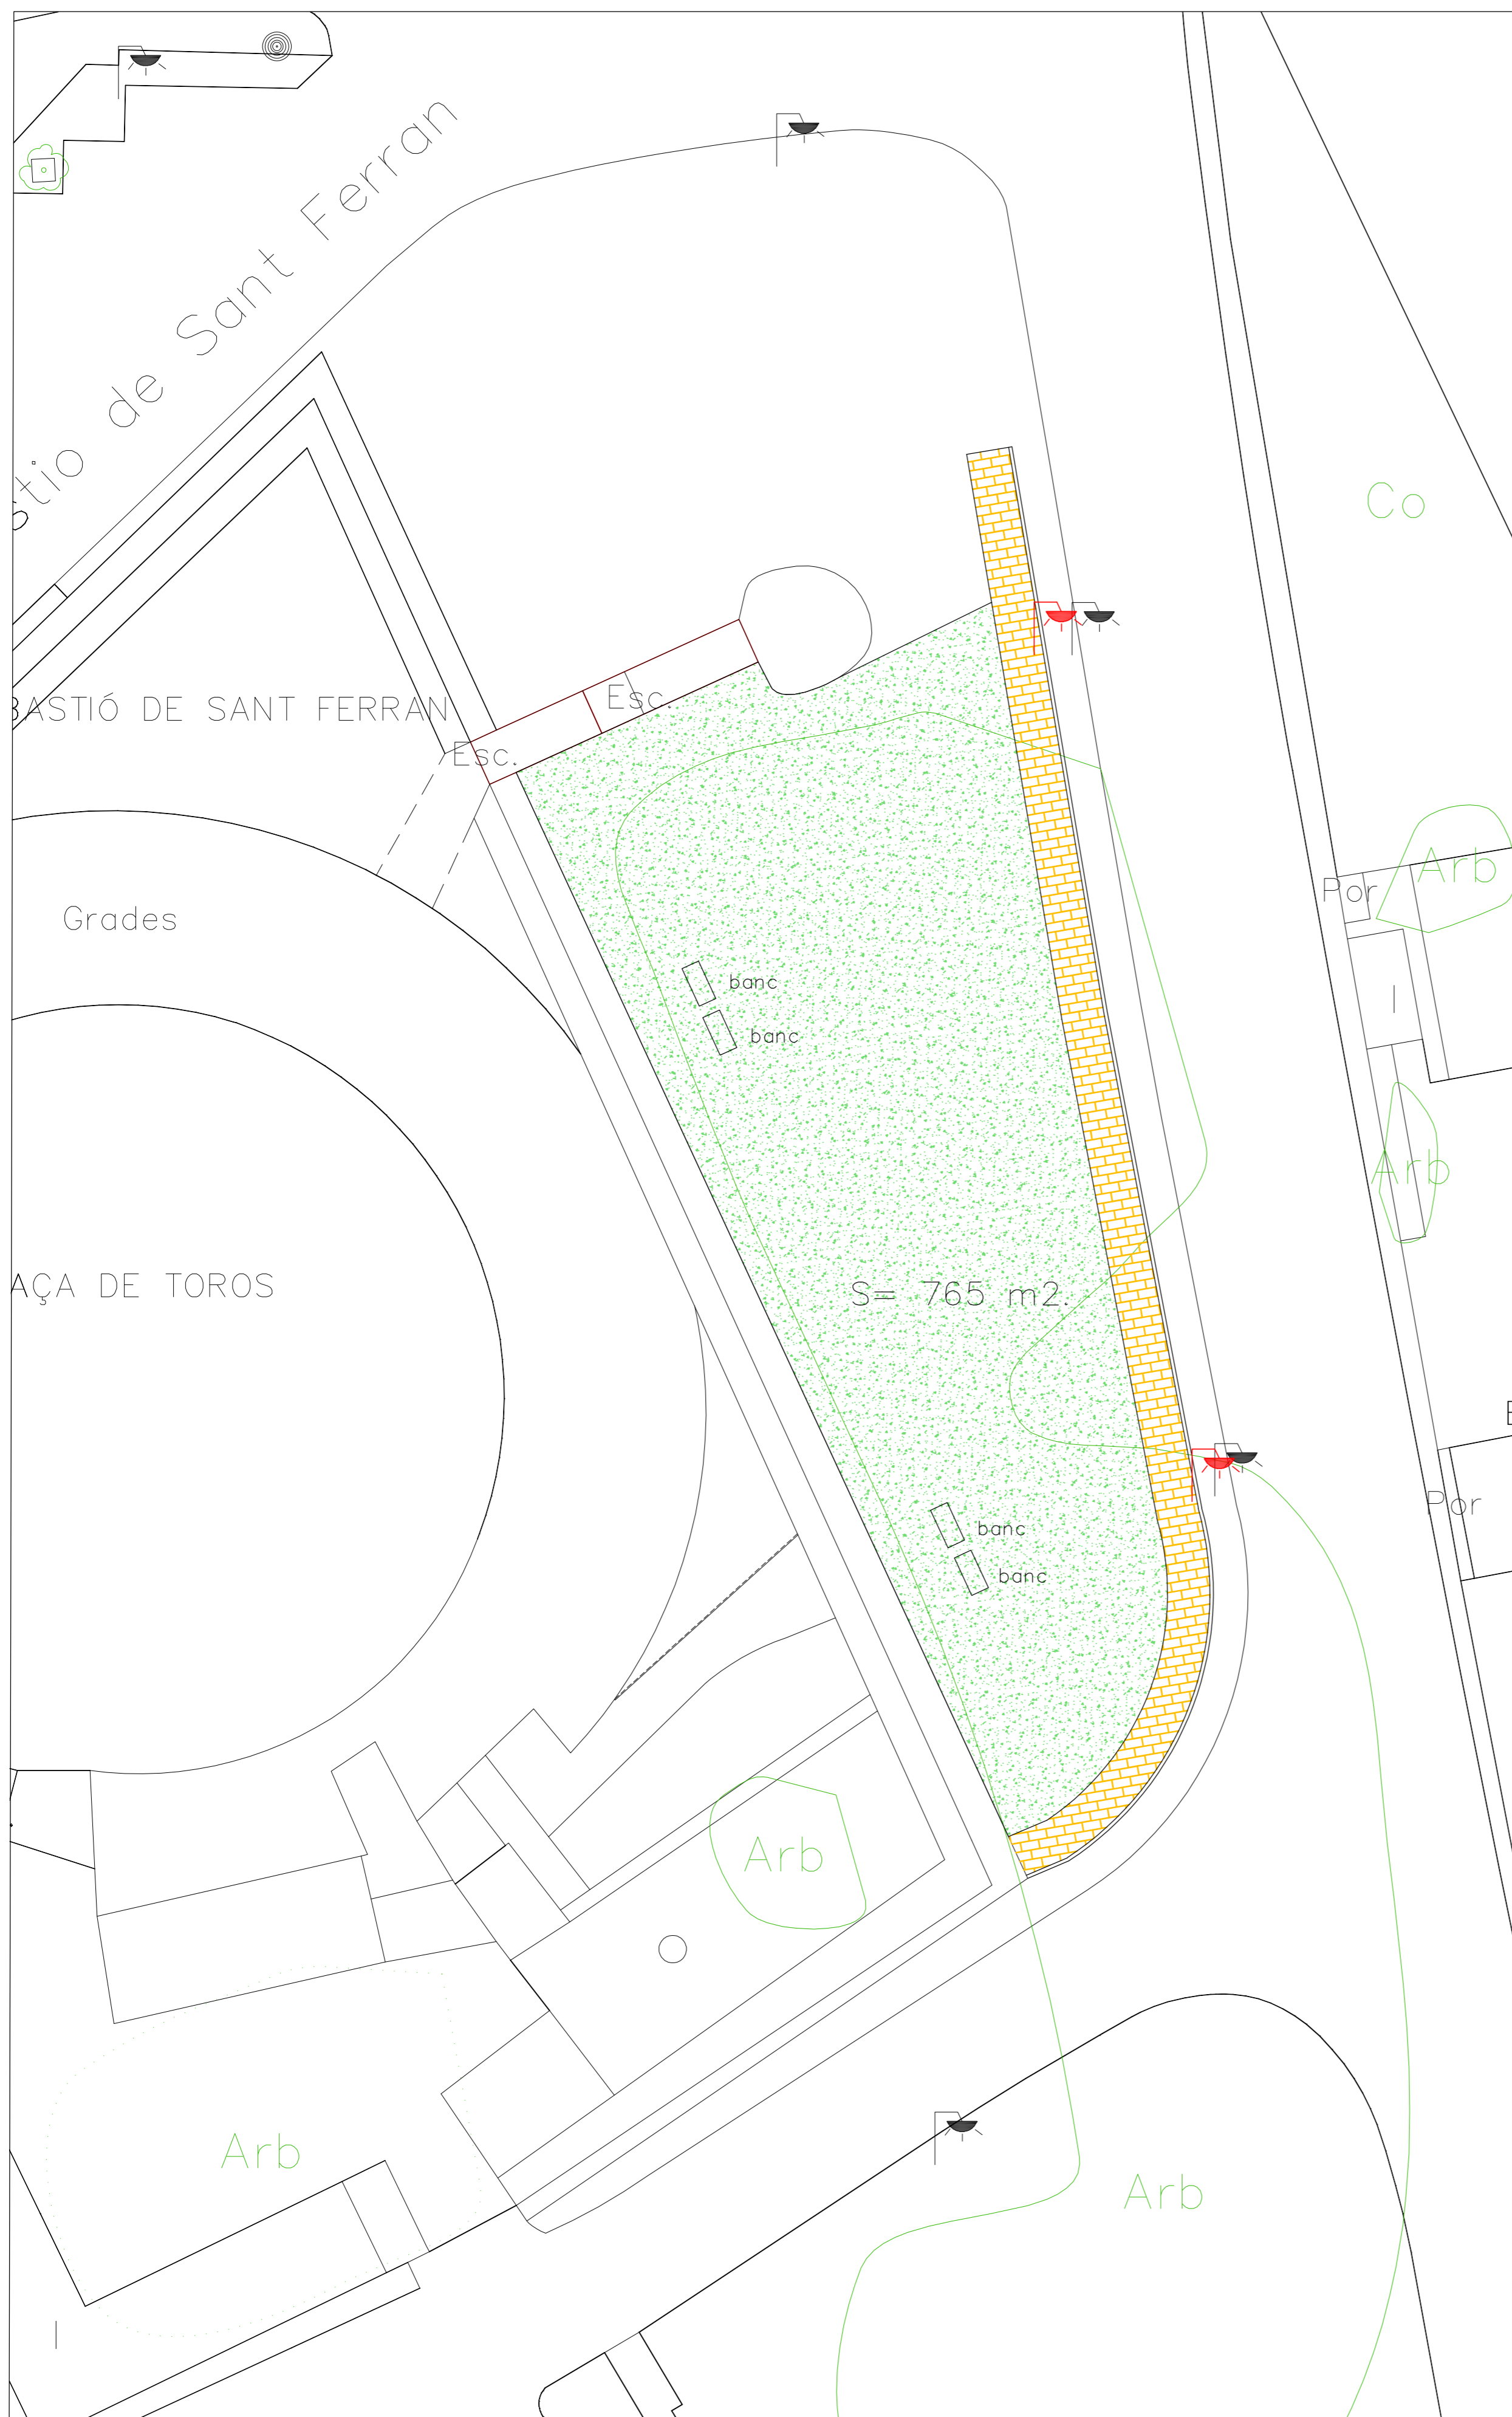 stio de Sant Ferran
Co
Esc.
BASTIÓ DE SANT FERRAN
Esc.
Arb
Por
Grades
banc
banc
I
Arb
AÇA DE TOROS
S= 765 m2.
E
Por
banc
banc
Arb
Arb
Arb
I